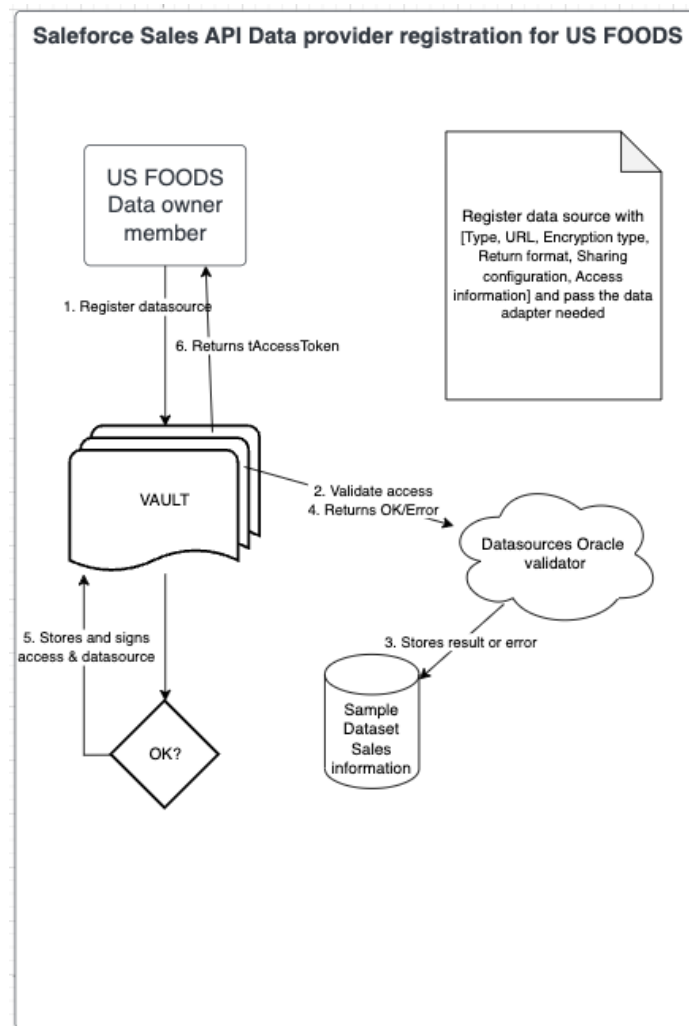 Saleforce Sales API Data provider registration for US FOODS
US FOODS
Data owner
member
Register data source with
[Type, URL, Encryption type,
Return format, Sharing
configuration, Access
information] and pass the data
adapter needed
1. Register datasource
6. Returns tAccessToken
VAULT
2. Validate access
4. Returns OK/Error
Datasources Oracle
validator
5. Stores and signs
access & datasource
3. Stores result or error
Sample
Dataset
Sales
information
OK?